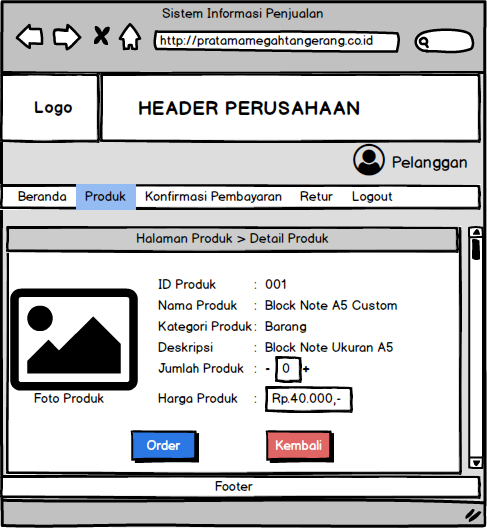 Sistem Informasi Penjualan
http://pratamamegahtangerang.co.id
Logo
HEADER PERUSAHAAN
Pelanggan
Beranda Produk Konfirmasi Pembayaran Retur Logout
Halaman Produk > Detail Produk
ID Produk : 001
Nama Produk : Block Note A5 Custom
Kategori Produk : Barang
Deskripsi : Block Note Ukuran A5
Jumlah Produk : - 0 +
Foto Produk
Harga Produk : Rp.40.000,-
Order Kembali
Footer